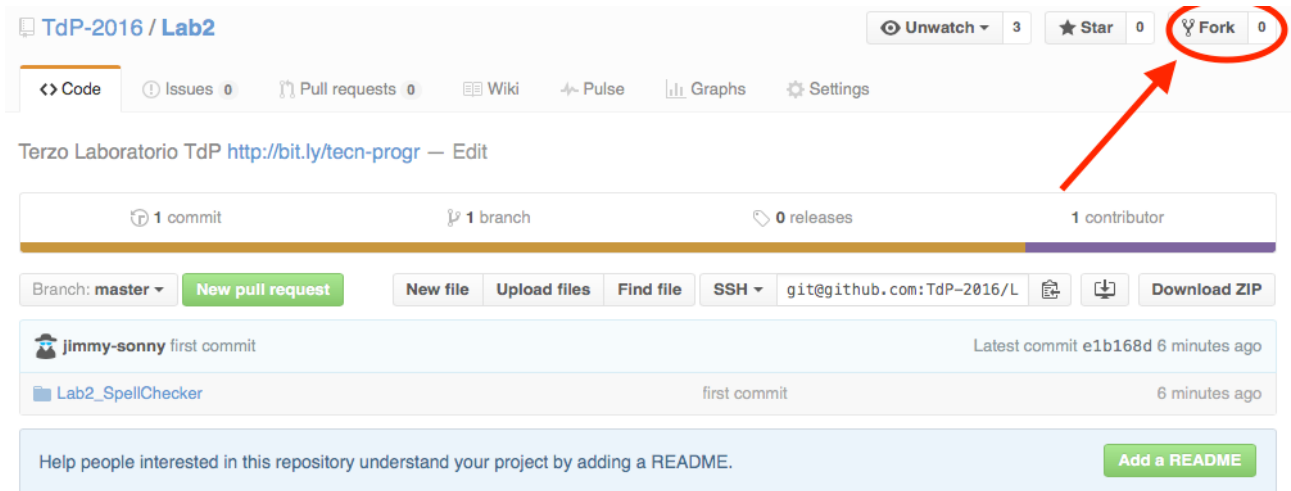 TdP-2016 / Lab2
Unwatch 3 Star 0 Fork 0
Code Issues 0 Pull requests 0 Wiki Pulse Graphs Settings
Terzo Laboratorio TdP http://bit.ly/tecn-progr — Edit
1 commit 1 branch 0 releases 1 contributor
Branch: master New pull request New file Upload files Find file SSH git@github.com:TdP-2016/L Download ZIP
jimmy-sonny first commit Latest commit e1b168d 6 minutes ago
Lab2_SpellChecker first commit 6 minutes ago
Help people interested in this repository understand your project by adding a README. Add a README